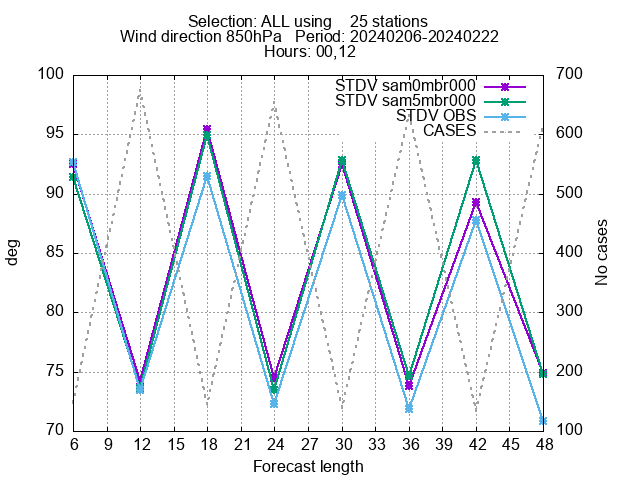 Selection: ALL using 25 stations
Wind direction 850hPa Period: 20240206-20240222
Hours: 00,12
100 700
STDV sam0mbr000
STDV sam5mbr000
STDV OBS
CASES
95 600
90 500
85 400
80 300
75 200
70 100
deg
No cases
6 9 12 15 18 21 24 27 30 33 36 39 42 45 48
Forecast length